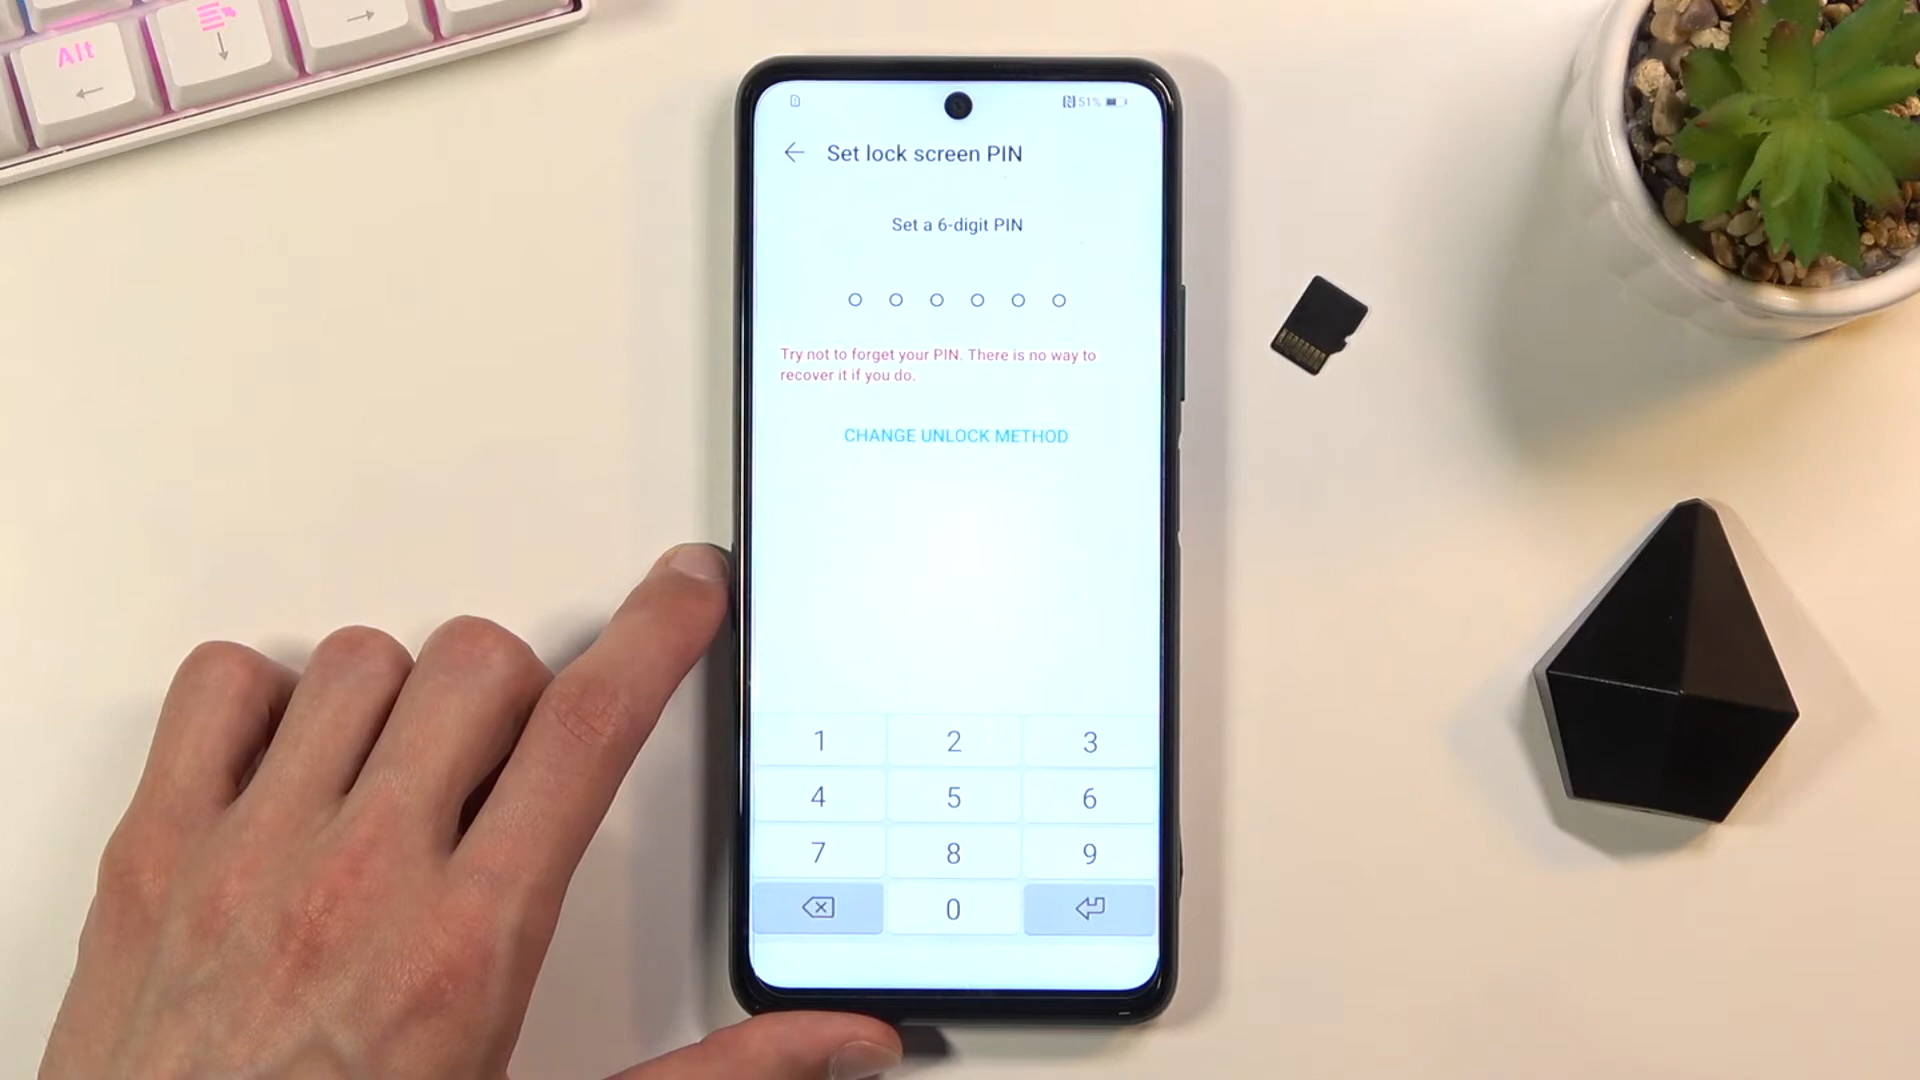 Alt
51%
Set lock screen PIN
Set a 6-digit PIN
Try not to forget your PIN. There is no way to
recover it if you do.
CHANGE UNLOCK METHOD
1 2 3
4 5 6
7 8 9
0